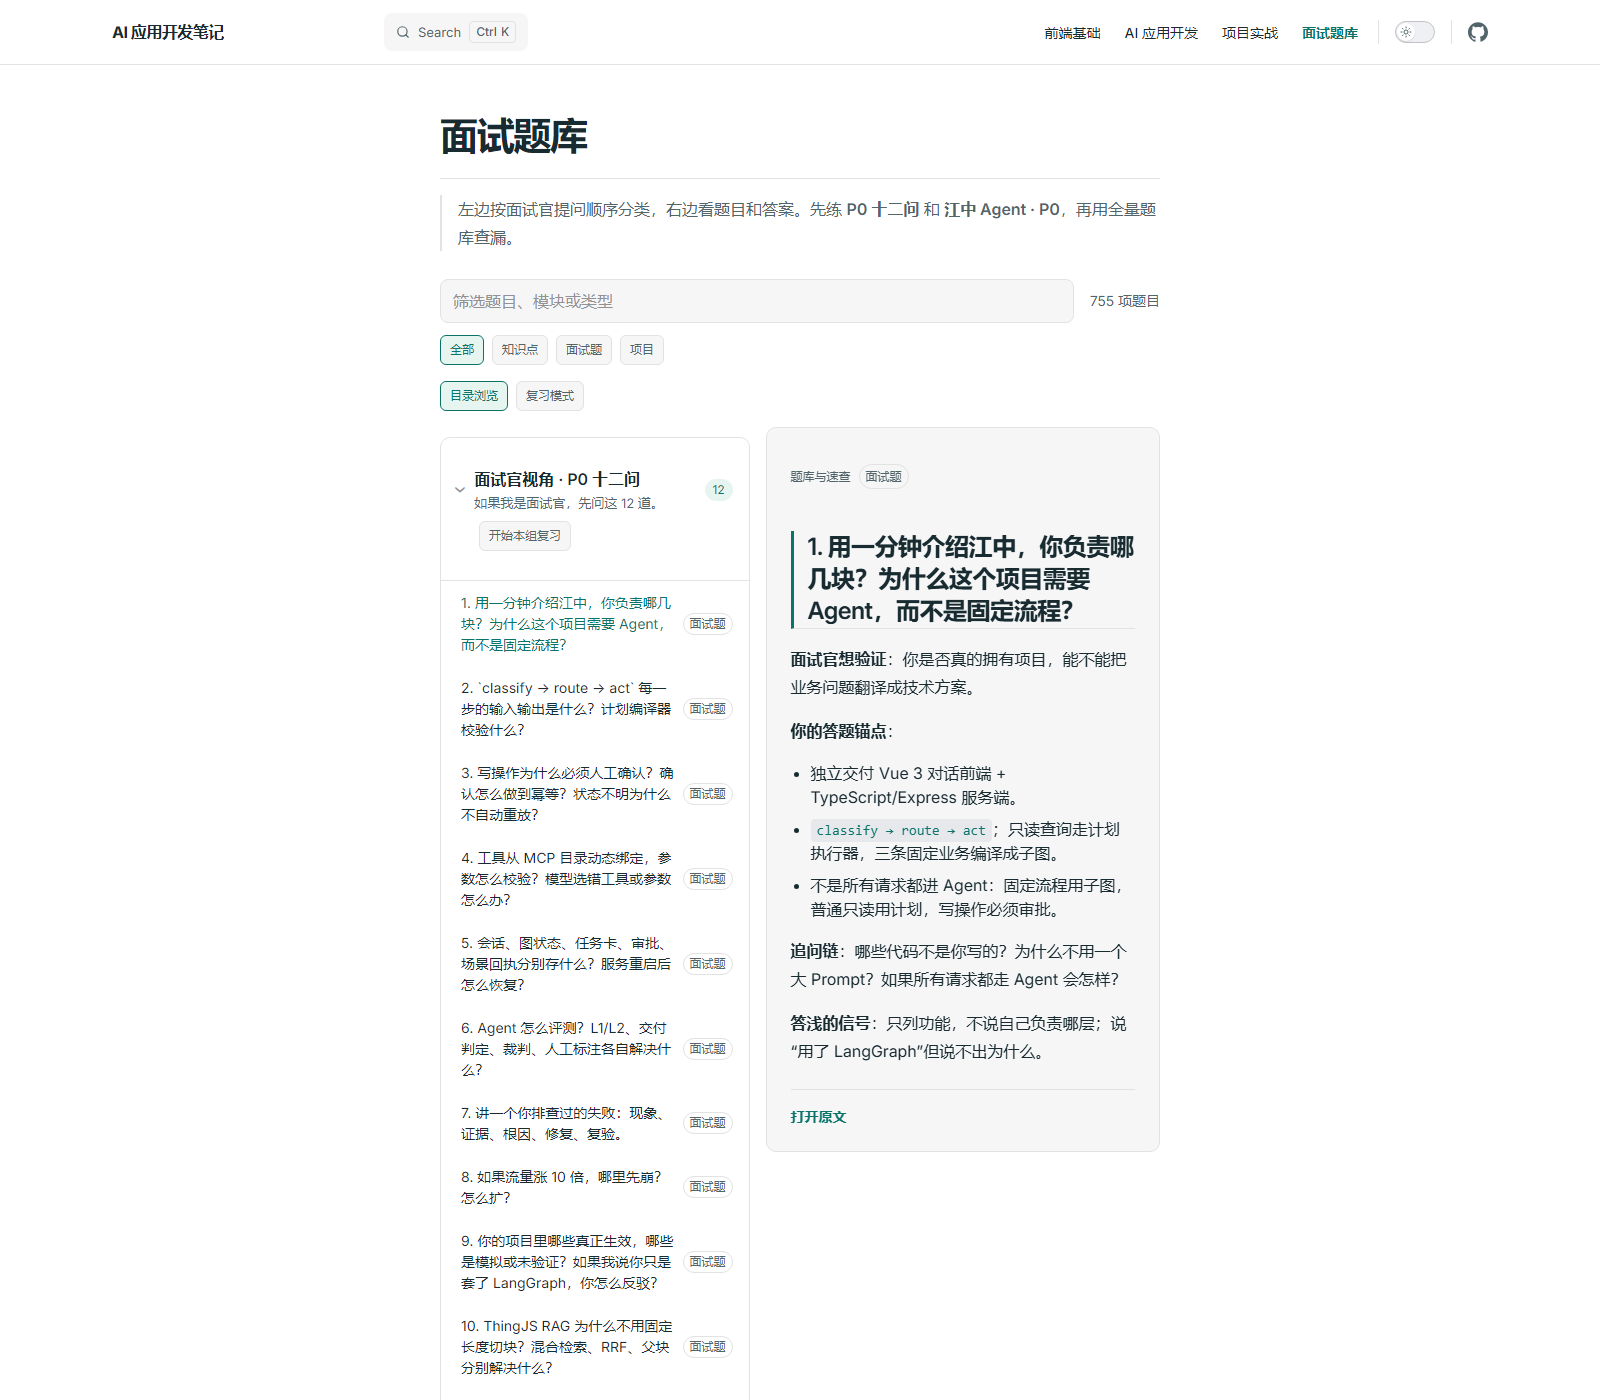 AI 应用开发笔记
Search Ctrl K
前端基础 AI 应用开发 项目实战 面试题库
面试题库
左边按面试官提问顺序分类，右边看题目和答案。先练 P0 十二问 和 江中 Agent · P0，再用全量题
库查漏。
筛选题目、模块或类型
755 项题目
全部 知识点 面试题 项目
目录浏览 复习模式
面试官视角 · P0 十二问
如果我是面试官，先问这 12 道。
12
开始本组复习
1. 用一分钟介绍江中，你负责哪几
块？为什么这个项目需要 Agent，
而不是固定流程？
面试题
2. `classify → route → act` 每一
步的输入输出是什么？计划编译器
校验什么？
面试题
3. 写操作为什么必须人工确认？确
认怎么做到幂等？状态不明为什么
不自动重放？
面试题
4. 工具从 MCP 目录动态绑定，参
数怎么校验？模型选错工具或参数
怎么办？
面试题
5. 会话、图状态、任务卡、审批、
场景回执分别存什么？服务重启后
怎么恢复？
面试题
6. Agent 怎么评测？L1/L2、交付
判定、裁判、人工标注各自解决什
么？
面试题
7. 讲一个你排查过的失败：现象、
证据、根因、修复、复验。
面试题
8. 如果流量涨 10 倍，哪里先崩？
怎么扩？
面试题
9. 你的项目里哪些真正生效，哪些
是模拟或未验证？如果我说你只是
套了 LangGraph，你怎么反驳？
面试题
10. ThingJS RAG 为什么不用固定
长度切块？混合检索、RRF、父块
分别解决什么？
面试题
题库与速查 面试题
1. 用一分钟介绍江中，你负责哪
几块？为什么这个项目需要
Agent，而不是固定流程？
面试官想验证：你是否真的拥有项目，能不能把
业务问题翻译成技术方案。
你的答题锚点：
• 独立交付 Vue 3 对话前端 +
TypeScript/Express 服务端。
• classify → route → act；只读查询走计划
执行器，三条固定业务编译成子图。
• 不是所有请求都进 Agent：固定流程用子图，
普通只读用计划，写操作必须审批。
追问链：哪些代码不是你写的？为什么不用一个
大 Prompt？如果所有请求都走 Agent 会怎样？
答浅的信号：只列功能，不说自己负责哪层；说
“用了 LangGraph”但说不出为什么。
打开原文